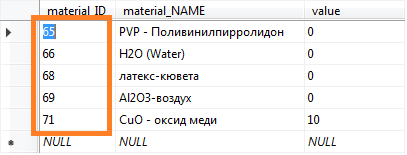 material_ID material_NAME value
65 PVP - Поливинилпирролидон 0
66 H2O (Water) 0
68 латекс-кювета 0
69 Al2O3-воздух 0
71 CuO - оксид меди 10
NULL NULL NULL